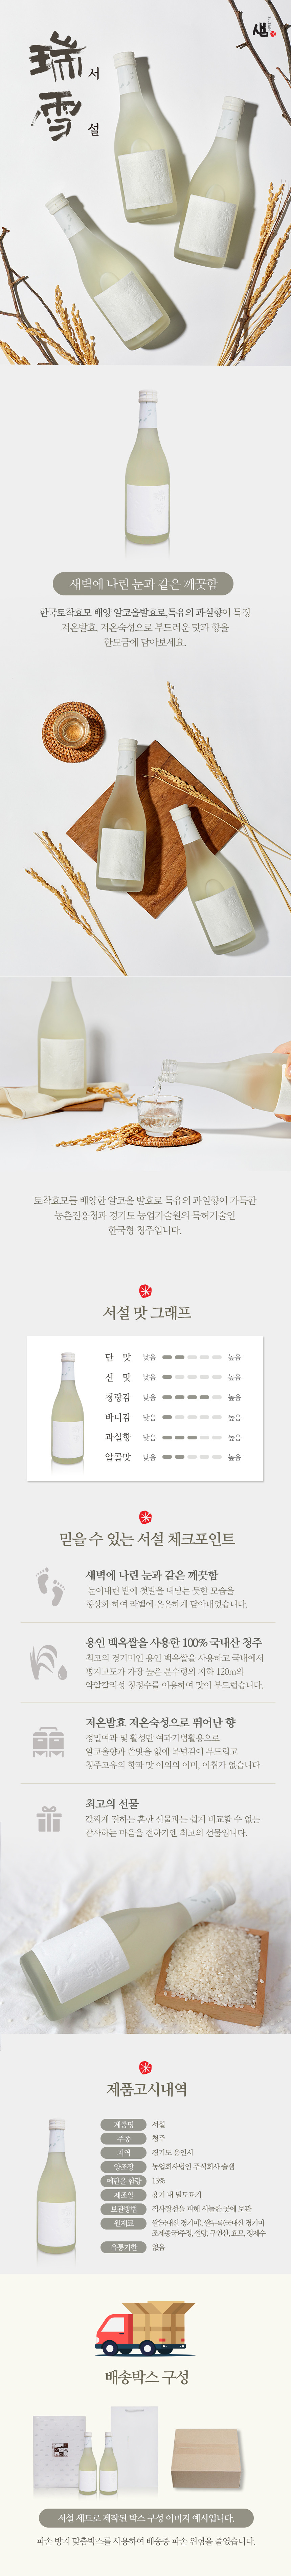 瑞雪
서설
샘
새벽에 나린 눈과 같은 깨끗함
한국토착효모 배양 알코올발효로, 특유의 과실향이 특징
저온발효, 저온숙성으로 부드러운 맛과 향을
한모금에 담아보세요.
토착효모를 배양한 알코올 발효로 특유의 과일향이 가득한
농촌진흥청과 경기도 농업기술원의 특허기술인
한국형 청주입니다.
서설 맛 그래프
단 맛 낮음 높음
신 맛 낮음 높음
청량감 낮음 높음
바디감 낮음 높음
과실향 낮음 높음
알콜맛 낮음 높음
믿을 수 있는 서설 체크포인트
새벽에 나린 눈과 같은 깨끗함
눈이내린 밭에 첫발을 내딛는 듯한 모습을
형상화 하여 라벨에 은은하게 담아내었습니다.
용인 백옥쌀을 사용한 100% 국내산 청주
최고의 경기미인 용인 백옥쌀을 사용하고 국내에서
평지고도가 가장 높은 분수령의 지하 120m의
약알칼리성 청정수를 이용하여 맛이 부드럽습니다.
저온발효 저온숙성으로 뛰어난 향
정밀여과 및 활성탄 여과기법활용으로
알코올향과 쓴맛을 없애 목넘김이 부드럽고
청주고유의 향과 맛 이외의 이미, 이취가 없습니다
최고의 선물
값싸게 전하는 흔한 선물과는 쉽게 비교할 수 없는
감사하는 마음을 전하기엔 최고의 선물입니다.
제품고시내역
제품명 서설
주종 청주
지역 경기도 용인시
양조장 농업회사법인 주식회사 술샘
에탄올 함량 13%
제조일 용기 내 별도표기
보관방법 직사광선을 피해 서늘한 곳에 보관
원재료 쌀(국내산 경기미), 쌀누룩(국내산 경기미
조제종국)주정, 설탕, 구연산, 효모, 정제수
유통기한 없음
배송박스 구성
서설 세트로 제작된 박스 구성 이미지 예시입니다.
파손 방지 맞춤박스를 사용하여 배송중 파손 위험을 줄였습니다.